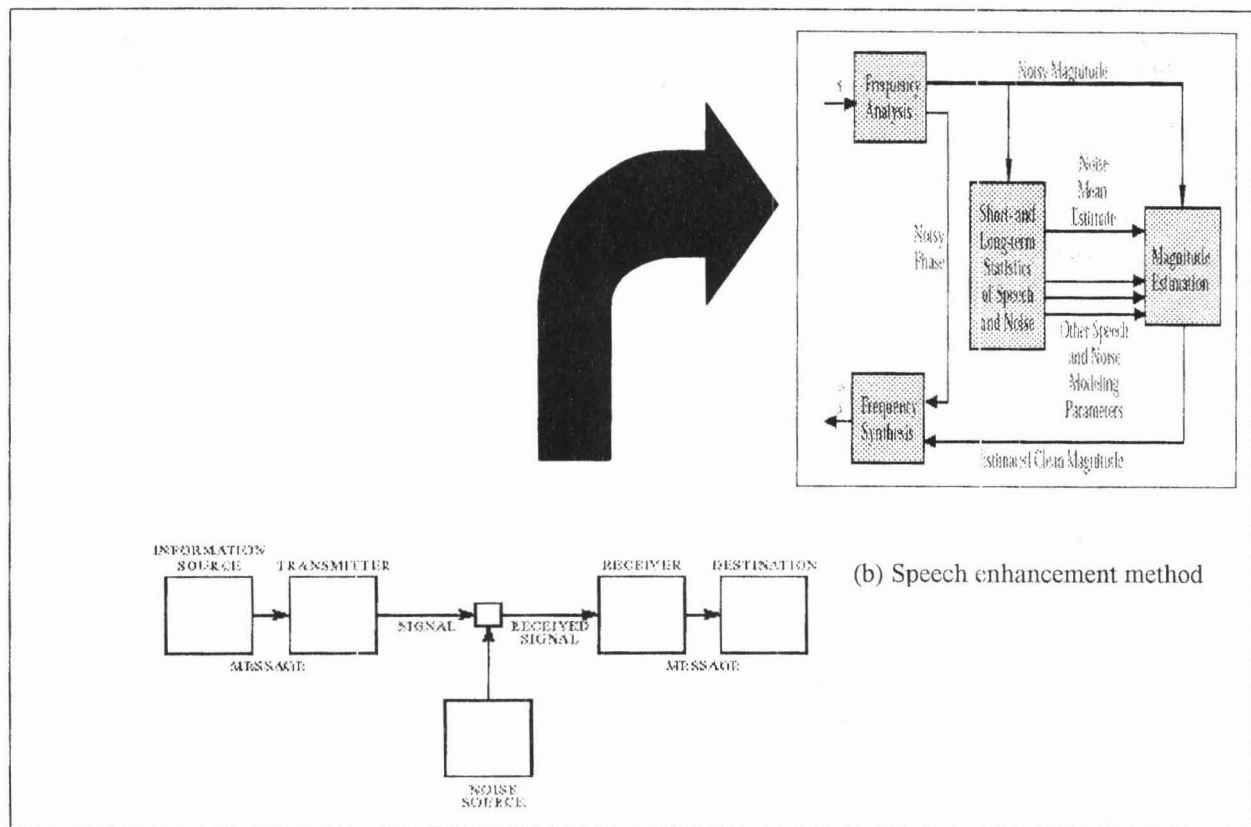 Noisy Magnitude
Frequency
Analysis
Noise
Mean
Estimate
Short- and
Long-term
Statistics
of Speech
and Noise
Noisy
Phase
Magnitude
Estimation
Other Speech
and Noise
Modeling
Parameters
Frequency
Synthesis
Estimated Clean Magnitude
(b) Speech enhancement method
INFORMATION
SOURCE
TRANSMITTER
RECEIVER
DESTINATION
SIGNAL
RECEIVED
SIGNAL
MESSAGE
MESSAGE
NOISE
SOURCE